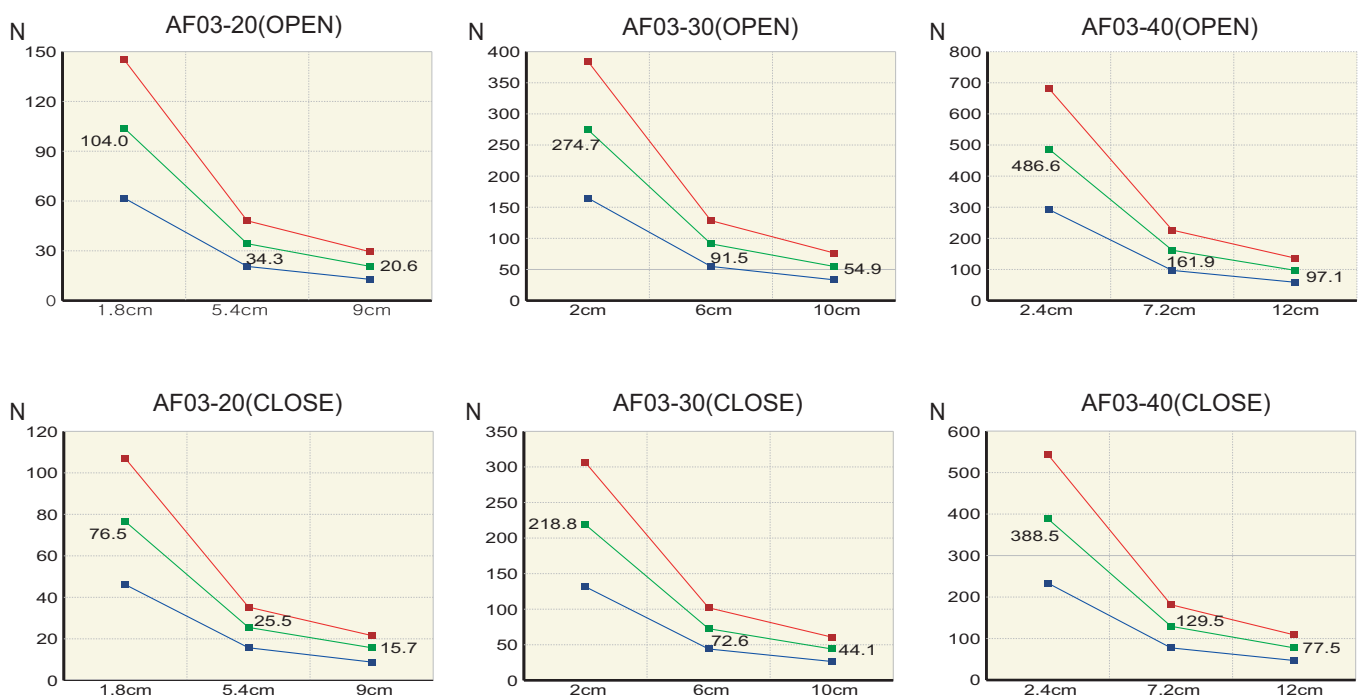 AF03-20(OPEN)
N
150
120
90
60
30
0
104.0
34.3
20.6
1.8cm
5.4cm
9cm
AF03-30(OPEN)
N
400
350
300
250
200
150
100
50
0
274.7
91.5
54.9
2cm
6cm
10cm
AF03-40(OPEN)
N
800
700
600
500
400
300
200
100
0
486.6
161.9
97.1
2.4cm
7.2cm
12cm
AF03-20(CLOSE)
N
120
100
80
60
40
20
0
76.5
25.5
15.7
1.8cm
5.4cm
9cm
AF03-30(CLOSE)
N
350
300
250
200
150
100
50
0
218.8
72.6
44.1
2cm
6cm
10cm
AF03-40(CLOSE)
N
600
500
400
300
200
100
0
388.5
129.5
77.5
2.4cm
7.2cm
12cm